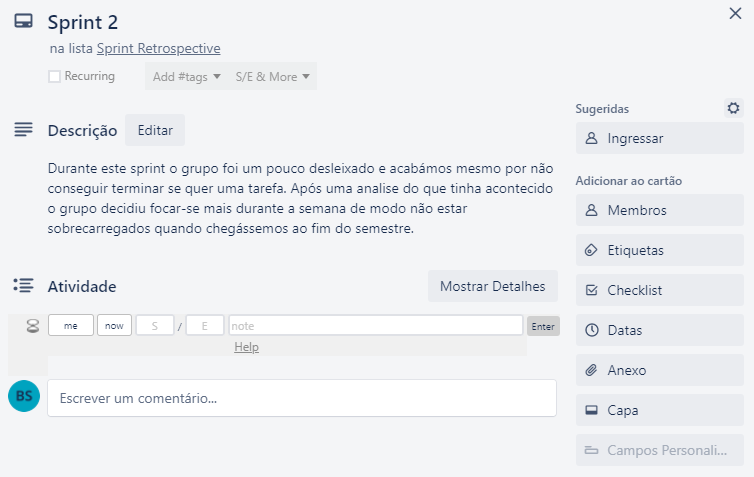 Sprint 2
na lista Sprint Retrospective
Recurring Add #tags S/E & More
Descrição Editar
Durante este sprint o grupo foi um pouco desleixado e acabámos mesmo por não
conseguir terminar se quer uma tarefa. Após uma analise do que tinha acontecido
o grupo decidiu focar-se mais durante a semana de modo não estar
sobrecarregados quando chegássemos ao fim do semestre.
Atividade Mostrar Detalhes
me now S / E note Enter
Help
BS Escrever um comentário...
Sugeridas
Ingressar
Adicionar ao cartão
Membros
Etiquetas
Checklist
Datas
Anexo
Capa
Campos Personali...